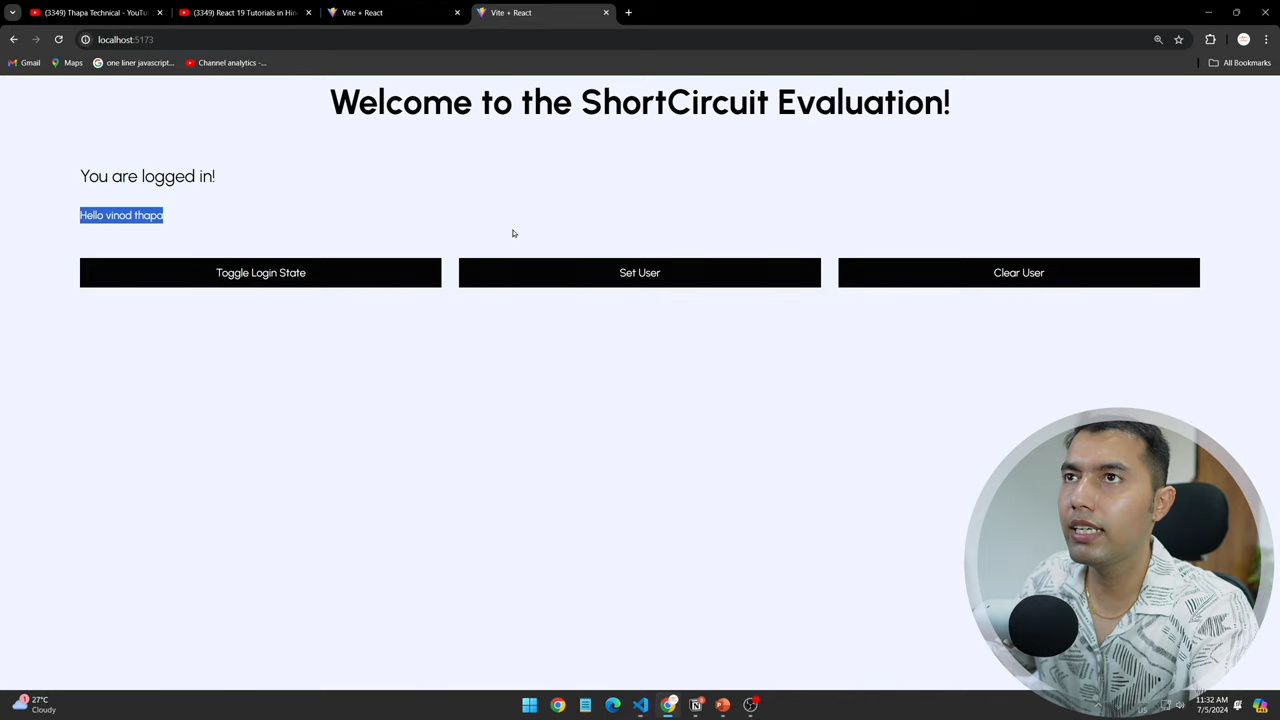 (3349) Thapa Technical - YouTu
(3349) React 19 Tutorials in Hin
Vite + React
Vite + React
localhost:5173
Gmail
Maps
one liner javascript...
Channel analytics -...
All Bookmarks
Welcome to the ShortCircuit Evaluation!
You are logged in!
Hello vinod thapa
Toggle Login State
Set User
Clear User
1
27°C
Cloudy
11:32 AM
7/5/2024